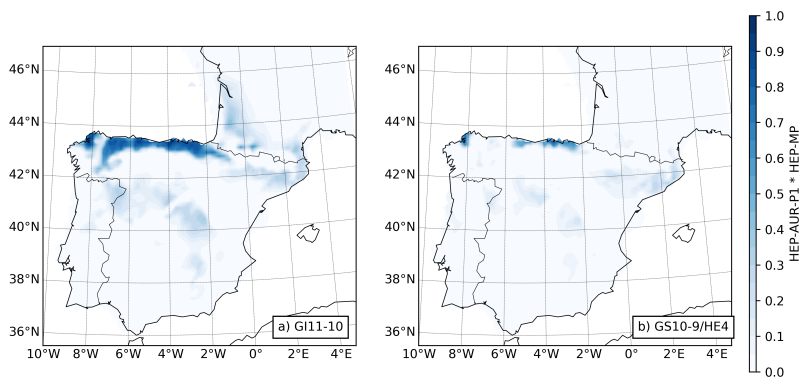 46°N
44°N
42°N
40°N
38°N
36°N
10°W 8°W 6°W 4°W 2°W 0° 2°E 4°E
a) GI11-10
46°N
44°N
42°N
40°N
38°N
36°N
10°W 8°W 6°W 4°W 2°W 0° 2°E 4°E
b) GS10-9/HE4
1.0
0.9
0.8
0.7
0.6
0.5
0.4
0.3
0.2
0.1
0.0
HEP-AUR-P1 * HEP-MP